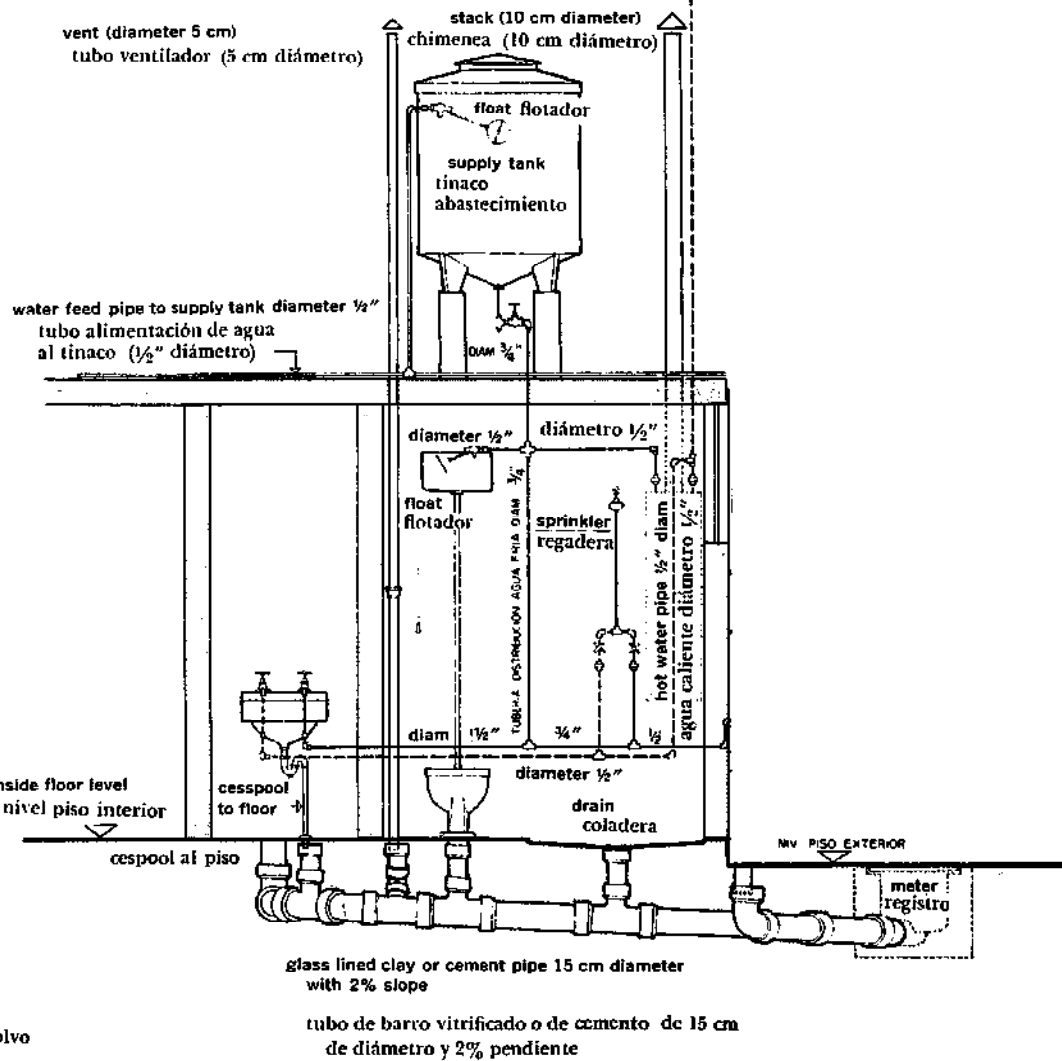 vent (diameter 5 cm)
tubo ventilador (5 cm diámetro)
stack (10 cm diameter)
chimenea (10 cm diámetro)
float flotador
supply tank
tinaco
abastecimiento
water feed pipe to supply tank diameter ½"
tubo alimentación de agua
al tinaco (½" diámetro)
DIAM ¾"
diameter ½"
diámetro ½"
float
flotador
TUBERIA DISTRIBUCION AGUA FRIA DIAM ¾"
sprinkler
regadera
hot water pipe ½" diam
agua caliente diámetro ½"
½"
½"
diam 1½"
¾"
½
diameter ½"
nside floor level
nivel piso interior
cesspool
to floor
drain
coladera
cespool al piso
NIV PISO EXTERIOR
meter
registro
glass lined clay or cement pipe 15 cm diameter
with 2% slope
tubo de barro vitrificado o de cemento de 15 cm
de diámetro y 2% pendiente
olvo